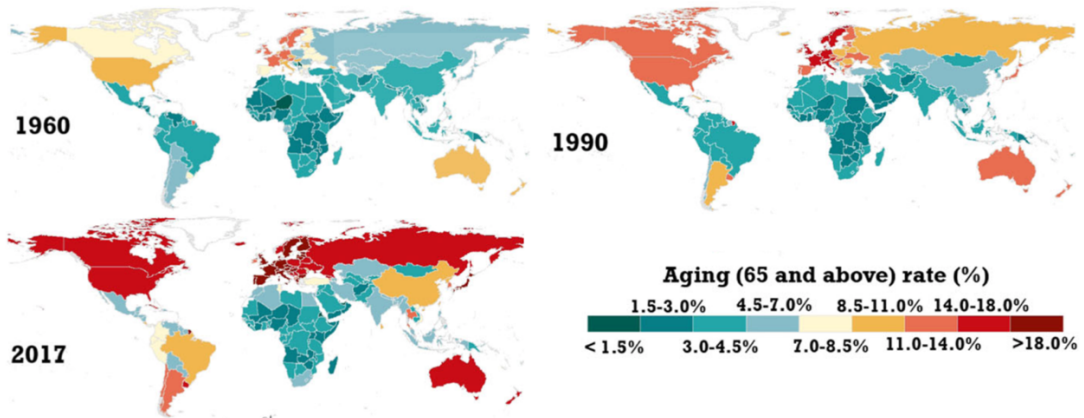 1960
1990
2017
Aging (65 and above) rate (%)
1.5-3.0% 4.5-7.0% 8.5-11.0% 14.0-18.0%
< 1.5% 3.0-4.5% 7.0-8.5% 11.0-14.0% >18.0%